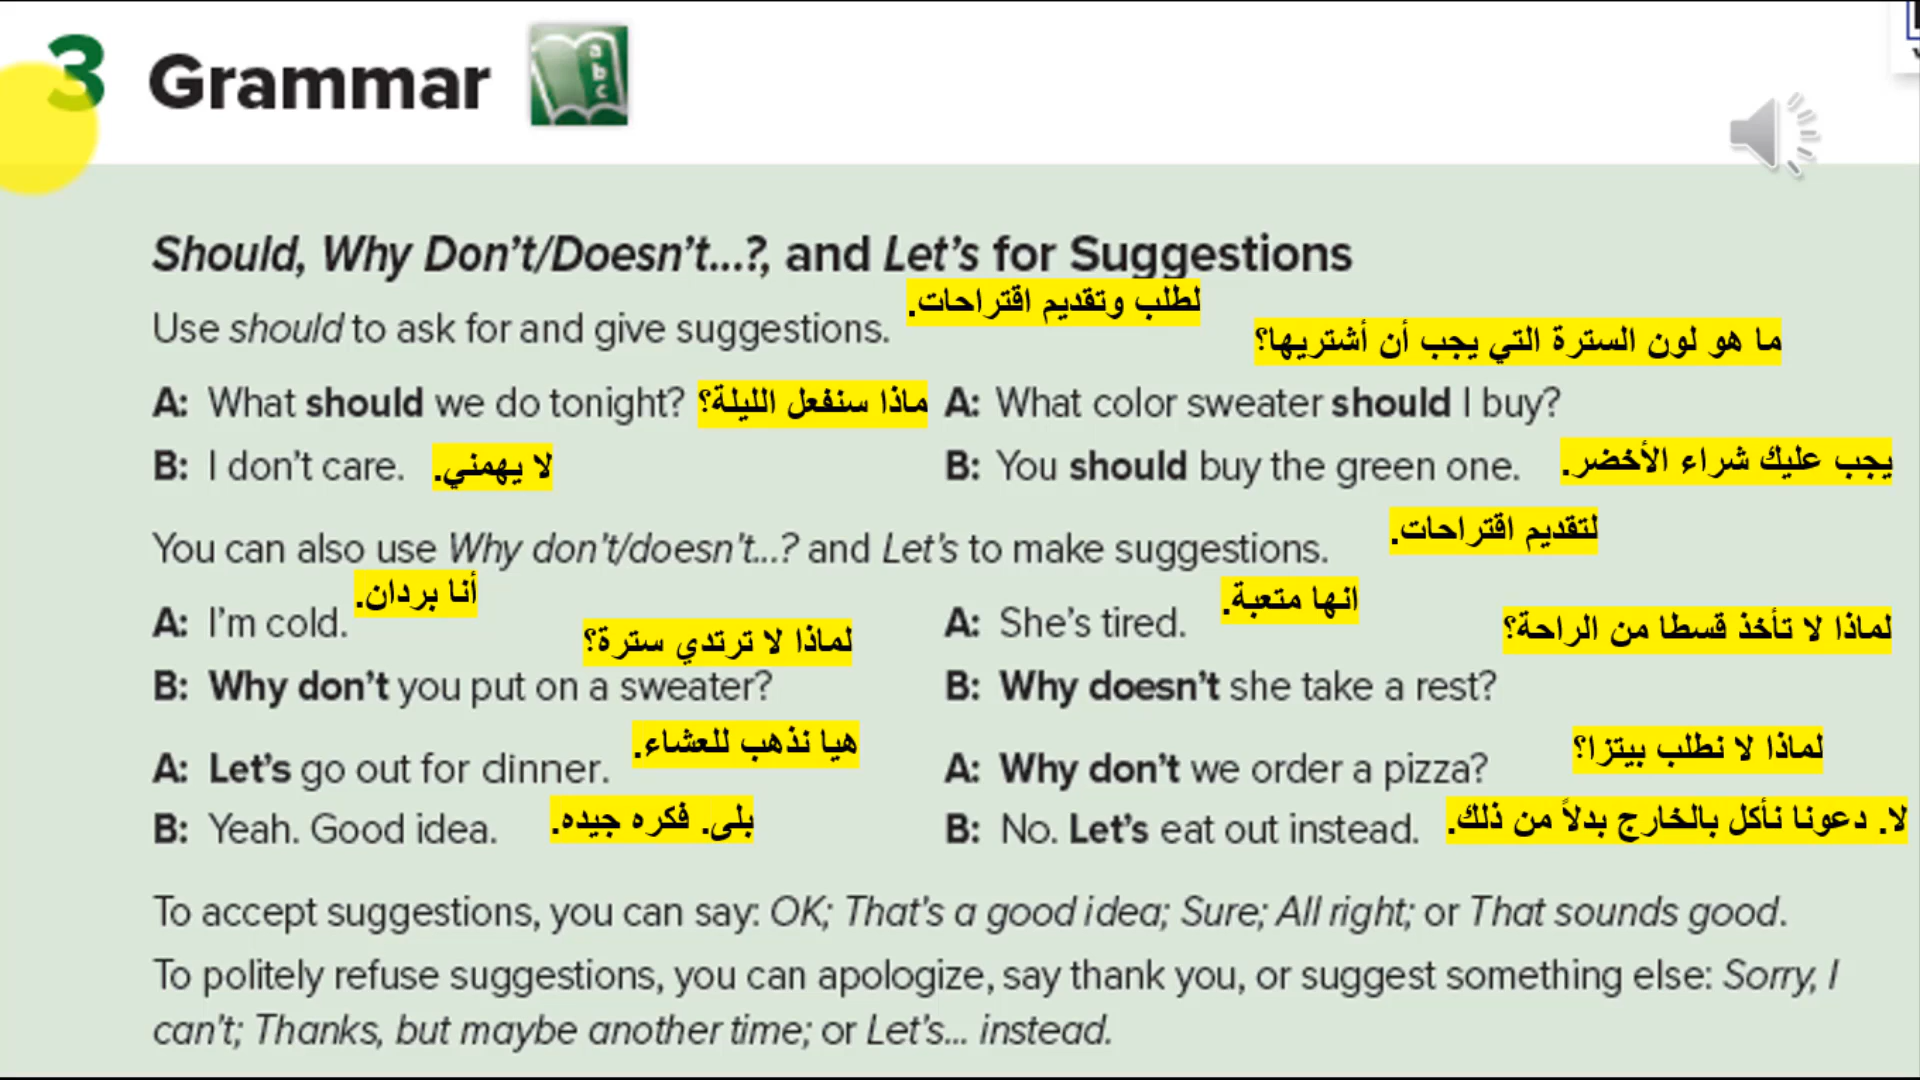 3 Grammar
a
b
c
Should, Why Don't/Doesn't...?, and Let's for Suggestions
Use should to ask for and give suggestions.
لطلب وتقديم اقتراحات.
ما هو لون السترة التي يجب أن أشتريها؟
A: What should we do tonight?
ماذا سنفعل الليلة؟
B: I don't care.
لا يهمني.
A: What color sweater should I buy?
B: You should buy the green one.
يجب عليك شراء الأخضر.
You can also use Why don't/doesn't...? and Let's to make suggestions.
لتقديم اقتراحات.
A: I'm cold.
أنا بردان.
لماذا لا ترتدي سترة؟
B: Why don't you put on a sweater?
A: She's tired.
انها متعبة.
لماذا لا تأخذ قسطا من الراحة؟
B: Why doesn't she take a rest?
A: Let's go out for dinner.
هيا نذهب للعشاء.
B: Yeah. Good idea.
بلى. فكره جيده.
A: Why don't we order a pizza?
لماذا لا نطلب بيتزا؟
B: No. Let's eat out instead.
لا. دعونا نأكل بالخارج بدلاً من ذلك.
To accept suggestions, you can say: OK; That's a good idea; Sure; All right; or That sounds good.
To politely refuse suggestions, you can apologize, say thank you, or suggest something else: Sorry, I
can't; Thanks, but maybe another time; or Let's... instead.